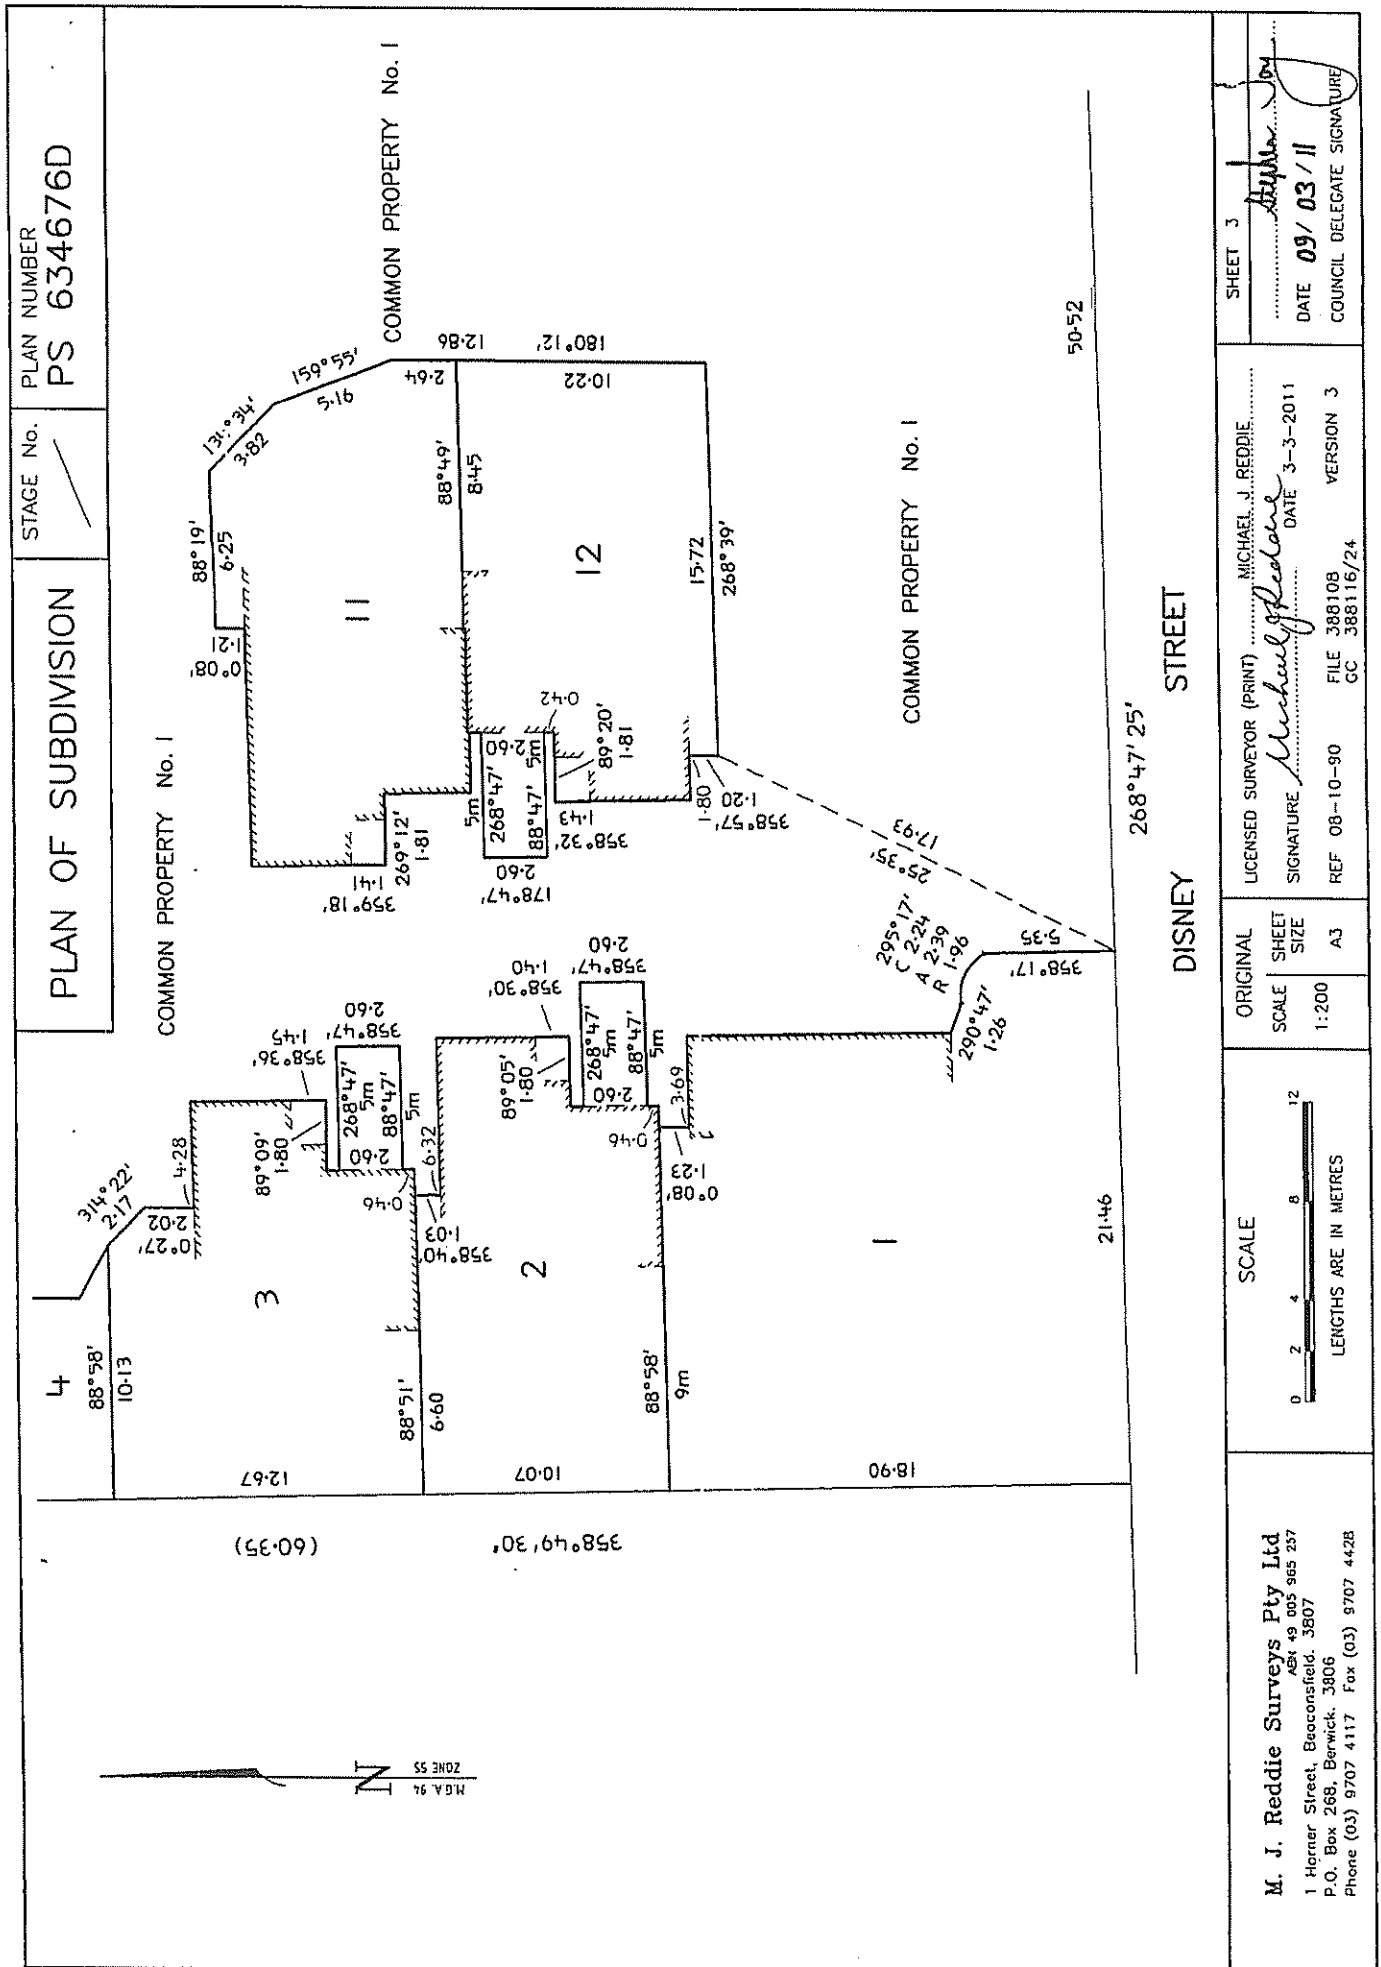 PLAN OF SUBDIVISION
STAGE No.
PLAN NUMBER
PS 634676D
COMMON PROPERTY No. 1
COMMON PROPERTY No. 1
COMMON PROPERTY No. 1
4
88°58'
10·13
314°22'
2·17
2·02
0°27'
4·28
3
12·67
89°09'
1·80
358°36'
1·45
358°47'
2·60
268°47'
5m
88°47'
5m
2·60
0·46
6·32
1·03
358°40'
88°51'
6·60
2
10·07
89°05'
1·80
358°30'
1·40
358°47'
2·60
268°47'
5m
88°47'
5m
2·60
0·46
3·69
1·23
0°08'
88°58'
9m
1
18·90
(60·35)
358°49'30"
21·46
290°47'
1·26
295°17'
C 2·24
A 2·39
R 1·96
5·35
358°17'
17·93
25°35'
11
88°19'
6·25
1·21
0°08'
3·82
159°55'
5·16
2·64
12·86
180°12'
10·22
88°49'
8·45
12
15·72
268°39'
359°18'
1·41
269°12'
1·81
5m
268°47'
2·60
88°47'
5m
178°47'
2·60
0·42
89°20'
1·81
358°32'
1·43
1·80
1·20
358°57'
50·52
268°47'25"
DISNEY STREET
M.G.A. 94
ZONE 55
N
M. J. Reddie Surveys Pty Ltd
ABN 49 005 965 257
1 Horner Street, Beaconsfield. 3807
P.O. Box 268, Berwick. 3806
Phone (03) 9707 4117 Fax (03) 9707 4428
SCALE
0 2 4 8 12
LENGTHS ARE IN METRES
ORIGINAL
SCALE
1:200
SHEET SIZE
A3
LICENSED SURVEYOR (PRINT) MICHAEL J. REDDIE
SIGNATURE
DATE 3-3-2011
REF 08-10-90
FILE 388108
GC 388116/24
VERSION 3
SHEET 3
DATE 09/03/11
COUNCIL DELEGATE SIGNATURE